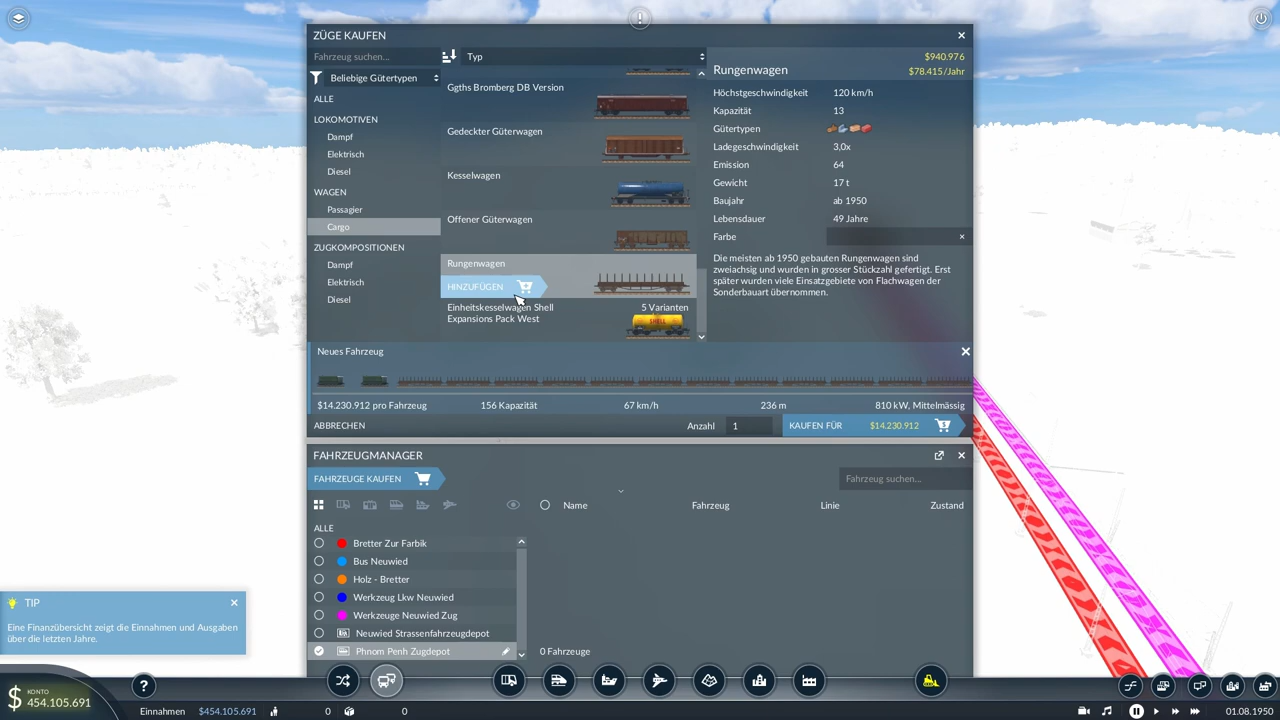 ZÜGE KAUFEN
Fahrzeug suchen...
Typ
$940.976
$78.415/Jahr
Beliebige Gütertypen
ALLE
LOKOMOTIVEN
Dampf
Elektrisch
Diesel
WAGEN
Passagier
Cargo
ZUGKOMPOSITIONEN
Dampf
Elektrisch
Diesel
Ggths Bromberg DB Version
Gedeckter Güterwagen
Kesselwagen
Offener Güterwagen
Rungenwagen
HINZUFÜGEN
Einheitskesselwagen Shell
Expansions Pack West
5 Varianten
SHELL
Rungenwagen
Höchstgeschwindigkeit 120 km/h
Kapazität 13
Gütertypen
Ladegeschwindigkeit 3,0x
Emission 64
Gewicht 17 t
Baujahr ab 1950
Lebensdauer 49 Jahre
Farbe
Die meisten ab 1950 gebauten Rungenwagen sind
zweiachsig und wurden in grosser Stückzahl gefertigt. Erst
später wurden viele Einsatzgebiete von Flachwagen der
Sonderbauart übernommen.
Neues Fahrzeug
$14.230.912 pro Fahrzeug 156 Kapazität 67 km/h 236 m 810 kW, Mittelmässig
ABBRECHEN Anzahl 1 KAUFEN FÜR $14.230.912
FAHRZEUGMANAGER
FAHRZEUGE KAUFEN
Fahrzeug suchen...
Name Fahrzeug Linie Zustand
ALLE
Bretter Zur Farbik
Bus Neuwied
Holz - Bretter
Werkzeug Lkw Neuwied
Werkzeuge Neuwied Zug
Neuwied Strassenfahrzeugdepot
Phnom Penh Zugdepot
0 Fahrzeuge
TIP
Eine Finanzübersicht zeigt die Einnahmen und Ausgaben
über die letzten Jahre.
$ KONTO
454.105.691
?
Einnahmen $454.105.691 0 0
01.08.1950